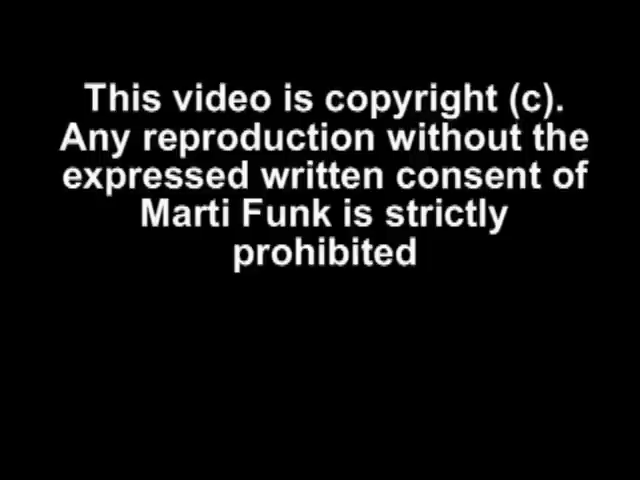 This video is copyright (c).
Any reproduction without the
expressed written consent of
Marti Funk is strictly
prohibited